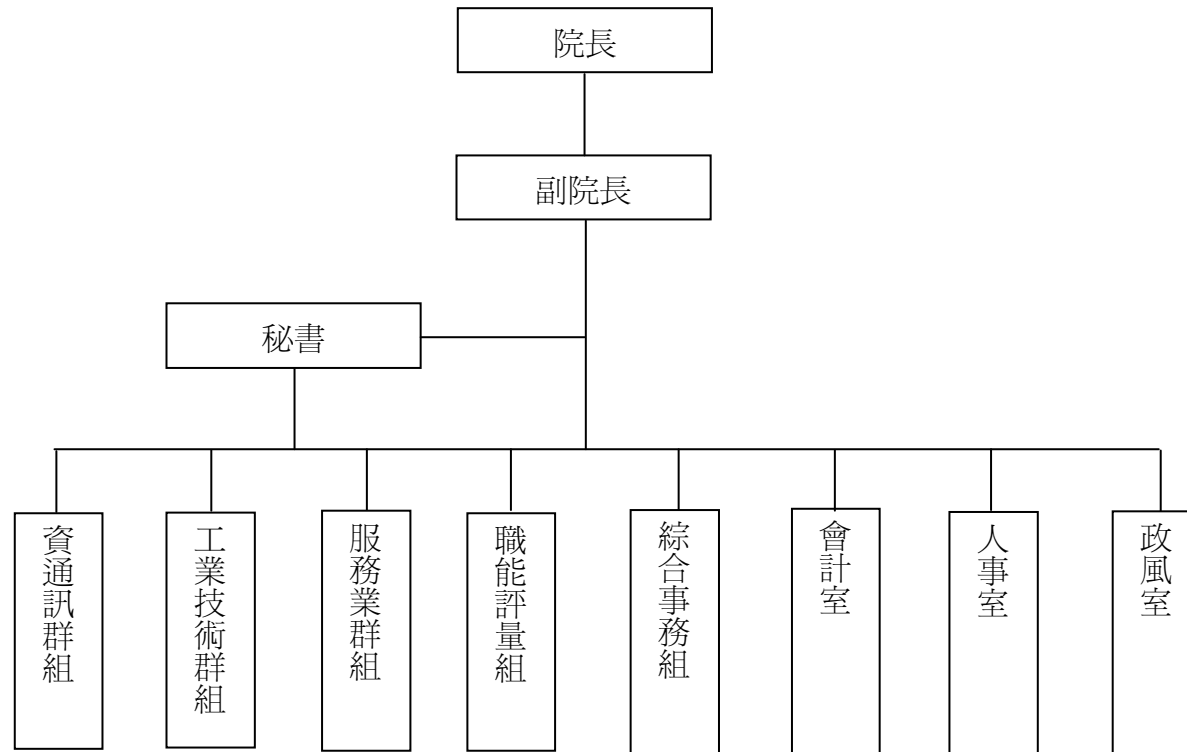 院長
副院長
秘書
資通訊群組
工業技術群組
服務業群組
職能評量組
綜合事務組
會計室
人事室
政風室